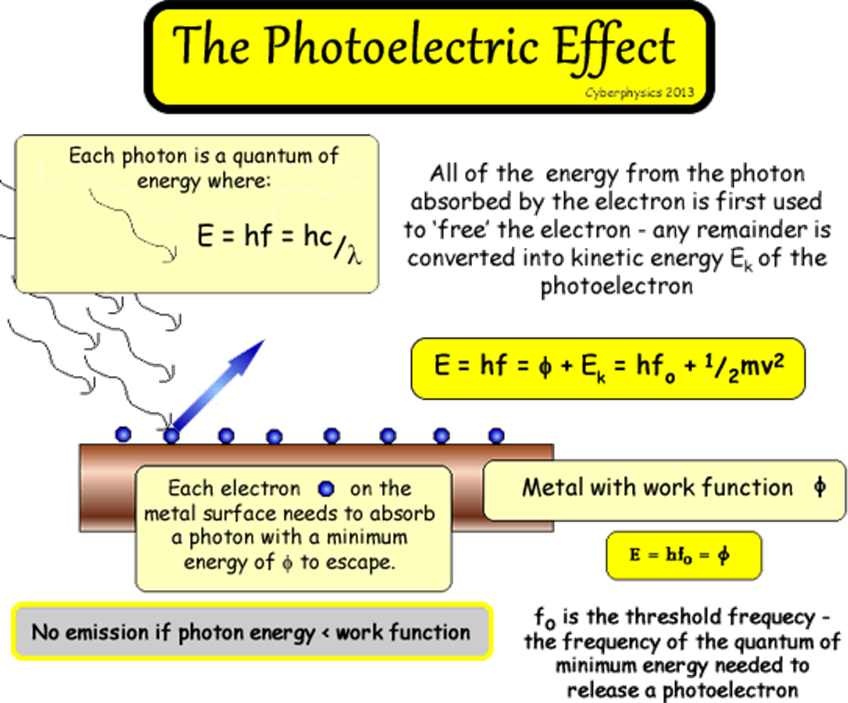 The Photoelectric Effect
Cyberphysics 2013
Each photon is a quantum of
energy where:
E = hf = hc/λ
All of the energy from the photon
absorbed by the electron is first used
to 'free' the electron - any remainder is
converted into kinetic energy Eₖ of the
photoelectron
E = hf = ϕ + Eₖ = hfₒ + ¹/₂mv²
Each electron on the
metal surface needs to absorb
a photon with a minimum
energy of ϕ to escape.
Metal with work function ϕ
E = hfₒ = ϕ
No emission if photon energy < work function
fₒ is the threshold frequecy -
the frequency of the quantum of
minimum energy needed to
release a photoelectron